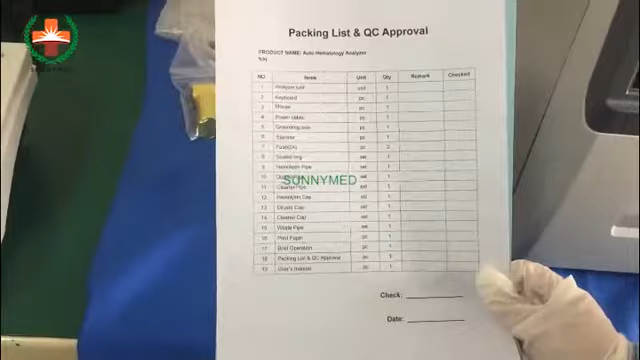 Packing List & QC Approval
PRODUCT NAME: Auto Hematology Analyzer
NO Item Unit Qty Remark Checked
1 Analyzer unit unit 1
2 Keyboard pc 1
3 Mouse pc 1
4 Power cable pc 1
5 Grounding wire pc 1
6 pc 1
7 pc 2
8 Sealed ring set 1
9 Pipe set 1
10 set 1
SUNNYMED
11 Cleaner Pipe set 1
12 Cap set 1
13 Diluent Cap set 1
14 Cleaner Cap set 1
15 Waste Pipe set 1
16 Print Paper pc 1
17 Brief Operation pc 1
18 Packing List & QC Approval pc 1
19 User's manual pc 1
Check:
Date: